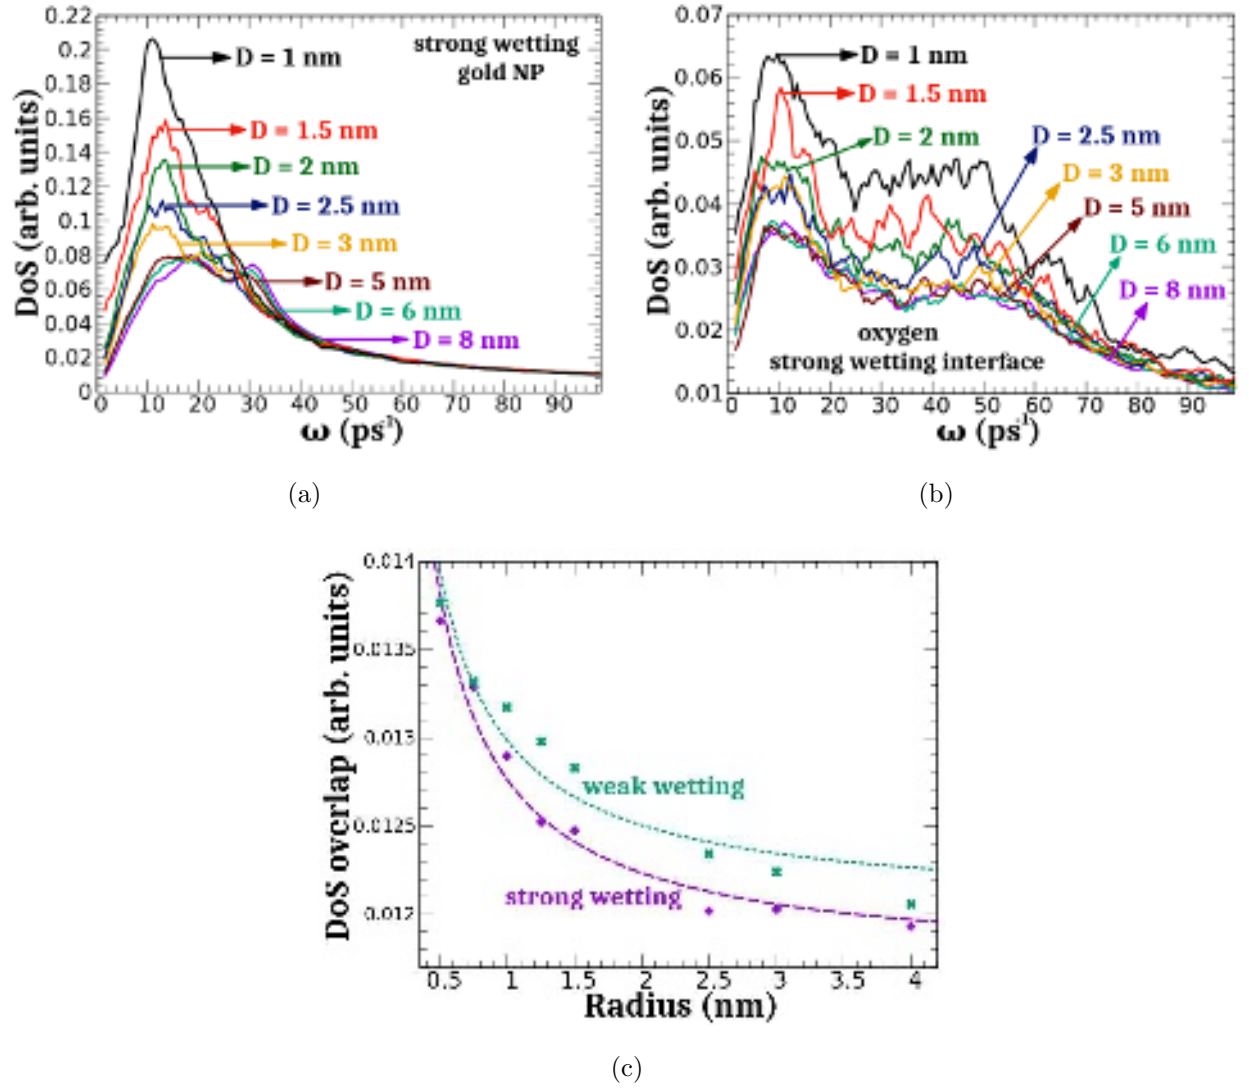 0.22
0.2
0.18
0.16
0.14
0.12
0.1
0.08
0.06
0.04
0.02
0
DoS (arb. units)
strong wetting
gold NP
D = 1 nm
D = 1.5 nm
D = 2 nm
D = 2.5 nm
D = 3 nm
D = 5 nm
D = 6 nm
D = 8 nm
0 10 20 30 40 50 60 70 80 90
ω (ps⁻¹)
(a)
0.07
0.06
0.05
0.04
0.03
0.02
0.01
DoS (arb. units)
D = 1 nm
D = 1.5 nm
D = 2 nm
D = 2.5 nm
D = 3 nm
D = 5 nm
D = 6 nm
D = 8 nm
oxygen
strong wetting interface
0 10 20 30 40 50 60 70 80 90
ω (ps⁻¹)
(b)
0.014
0.0135
0.013
0.0125
0.012
DoS overlap (arb. units)
weak wetting
strong wetting
0.5 1 1.5 2 2.5 3 3.5 4
Radius (nm)
(c)